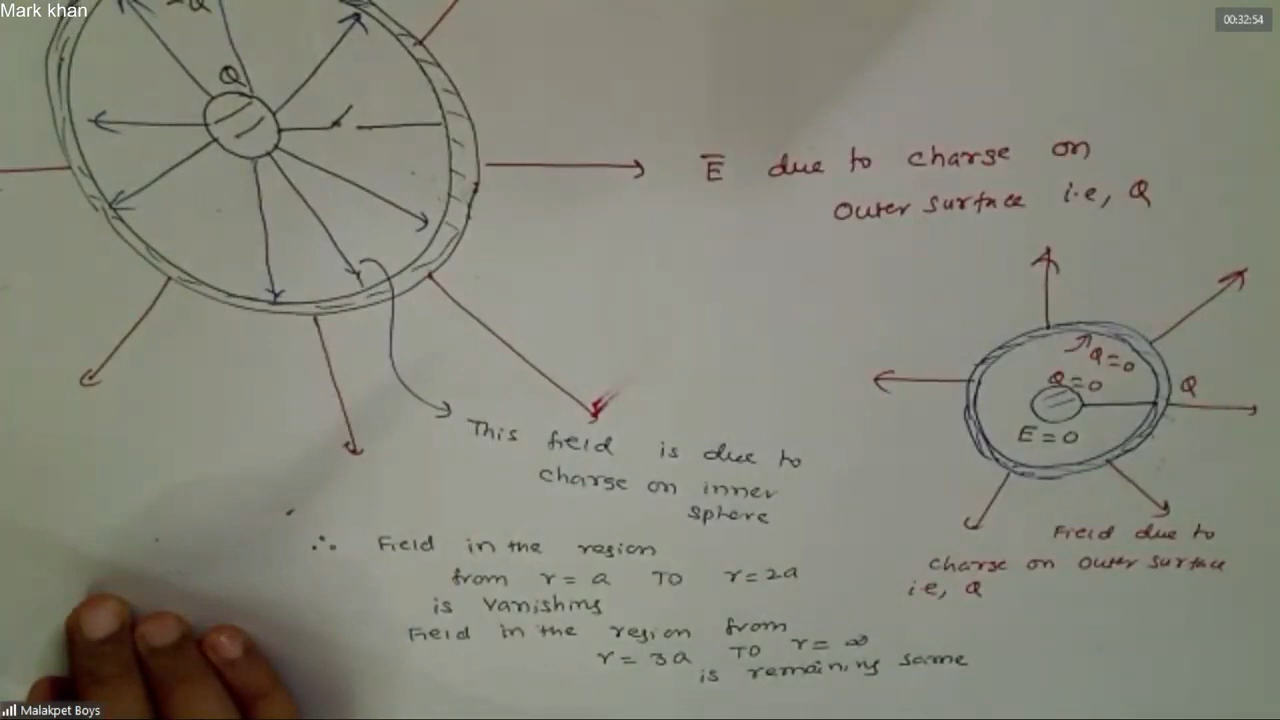 Mark khan
00:32:54
Q
Q
Ē due to charge on
outer surface i.e, Q
Q=0
Q=0
Q
E=0
This field is due to
charge on inner
sphere
Field due to
charge on outer surface
i.e, Q
∴ Field in the region
from r = a TO r=2a
is vanishing
Field in the region from
r = 3a TO r= ∞
is remaining same
Malakpet Boys